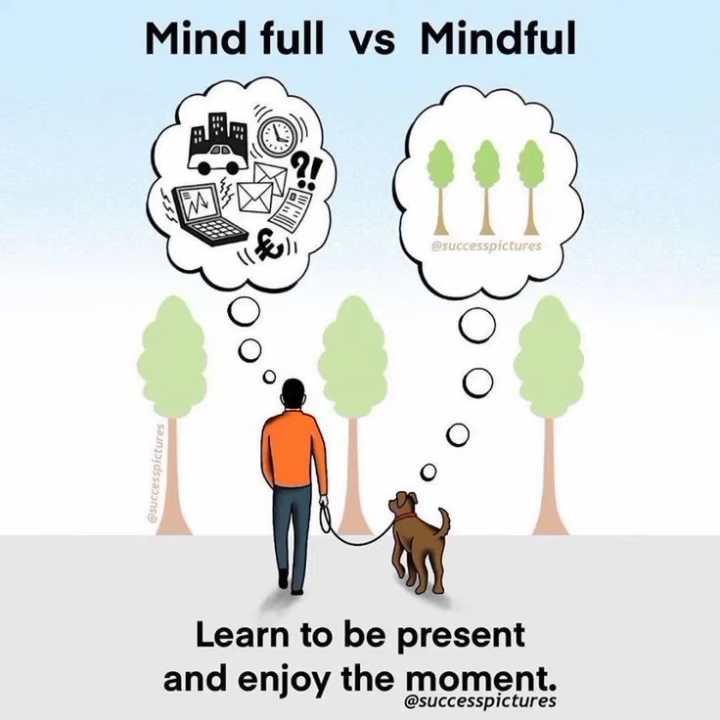 Mind full vs Mindful
?!
£
@successpictures
@successpictures
Learn to be present
and enjoy the moment.
@successpictures